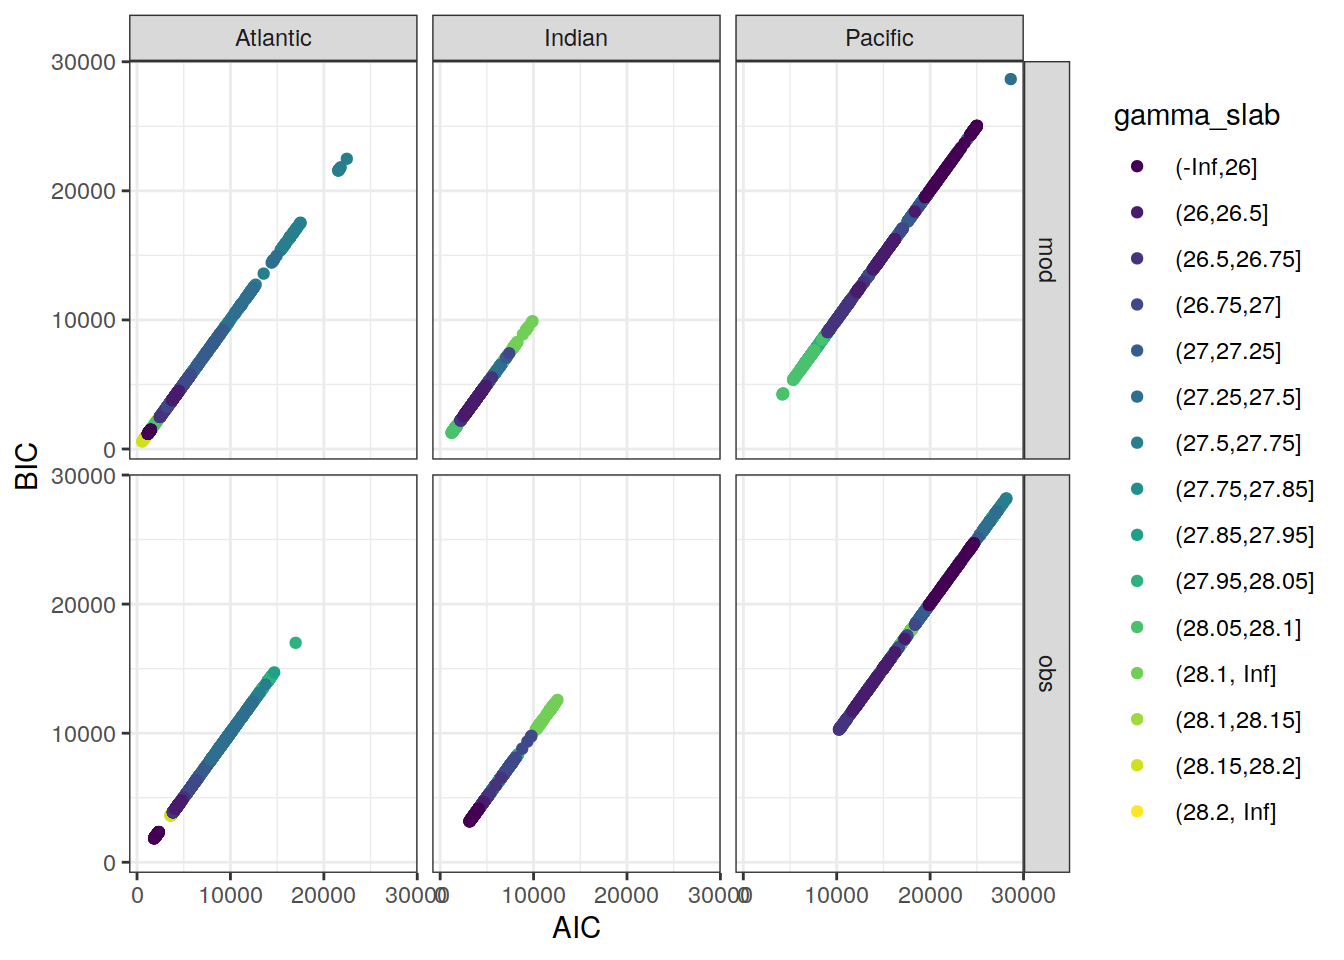 Atlantic Indian Pacific
30000
20000
10000
0
mod
30000
20000
10000
0
obs
0 10000 20000 30000 0 10000 20000 30000 0 10000 20000 30000
AIC
BIC
gamma_slab
(-Inf,26]
(26,26.5]
(26.5,26.75]
(26.75,27]
(27,27.25]
(27.25,27.5]
(27.5,27.75]
(27.75,27.85]
(27.85,27.95]
(27.95,28.05]
(28.05,28.1]
(28.1, Inf]
(28.1,28.15]
(28.15,28.2]
(28.2, Inf]